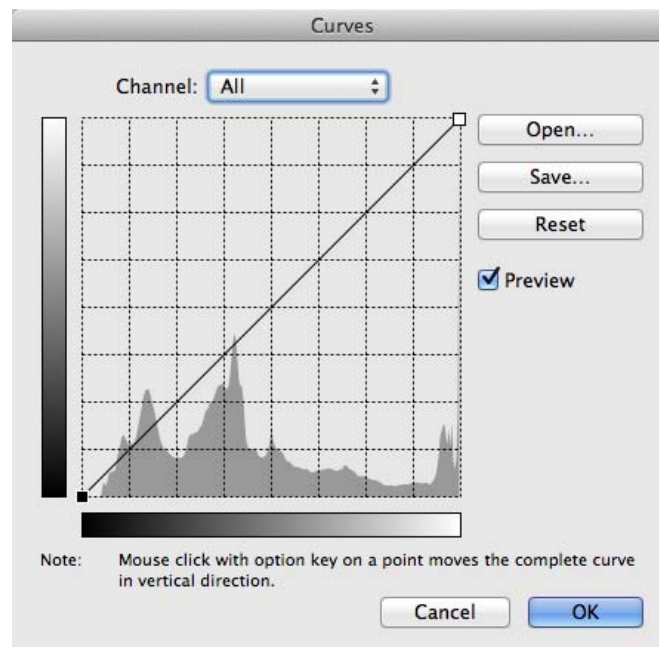 Curves
Channel: All
Open...
Save...
Reset
Preview
Note: Mouse click with option key on a point moves the complete curve
in vertical direction.
Cancel OK